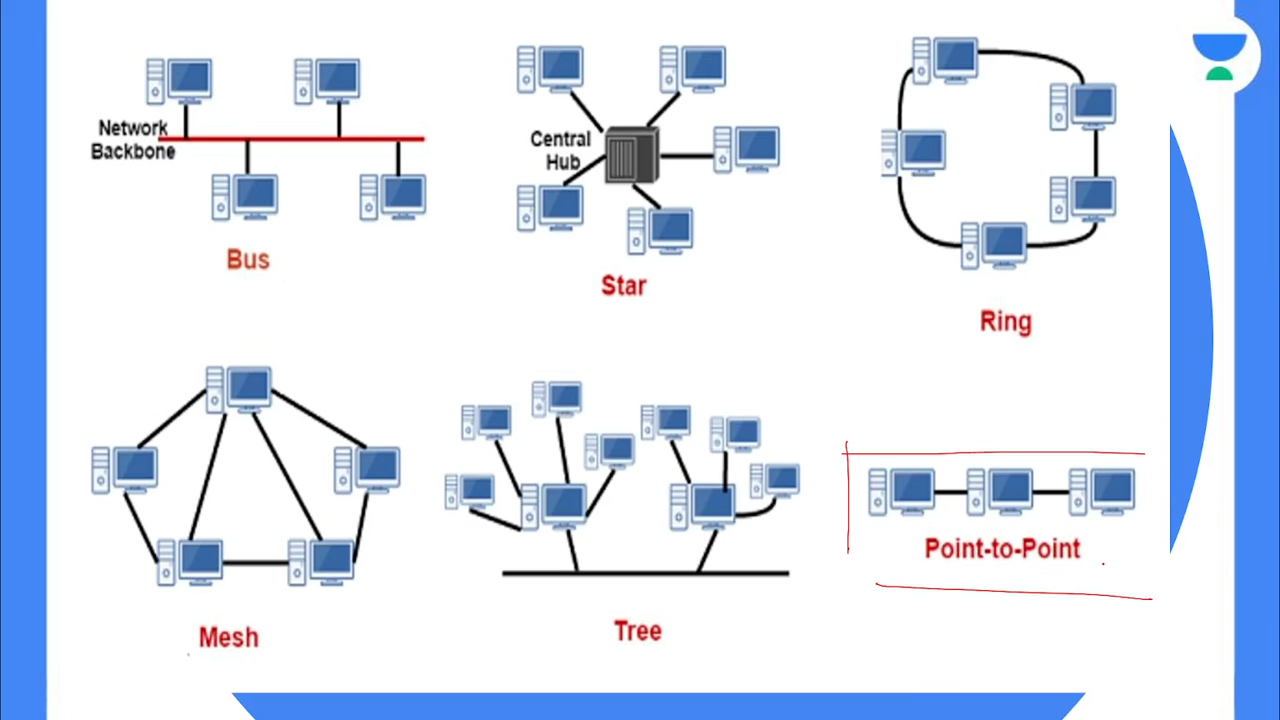 Network
Backbone
Bus
Central
Hub
Star
Ring
Mesh
Tree
Point-to-Point